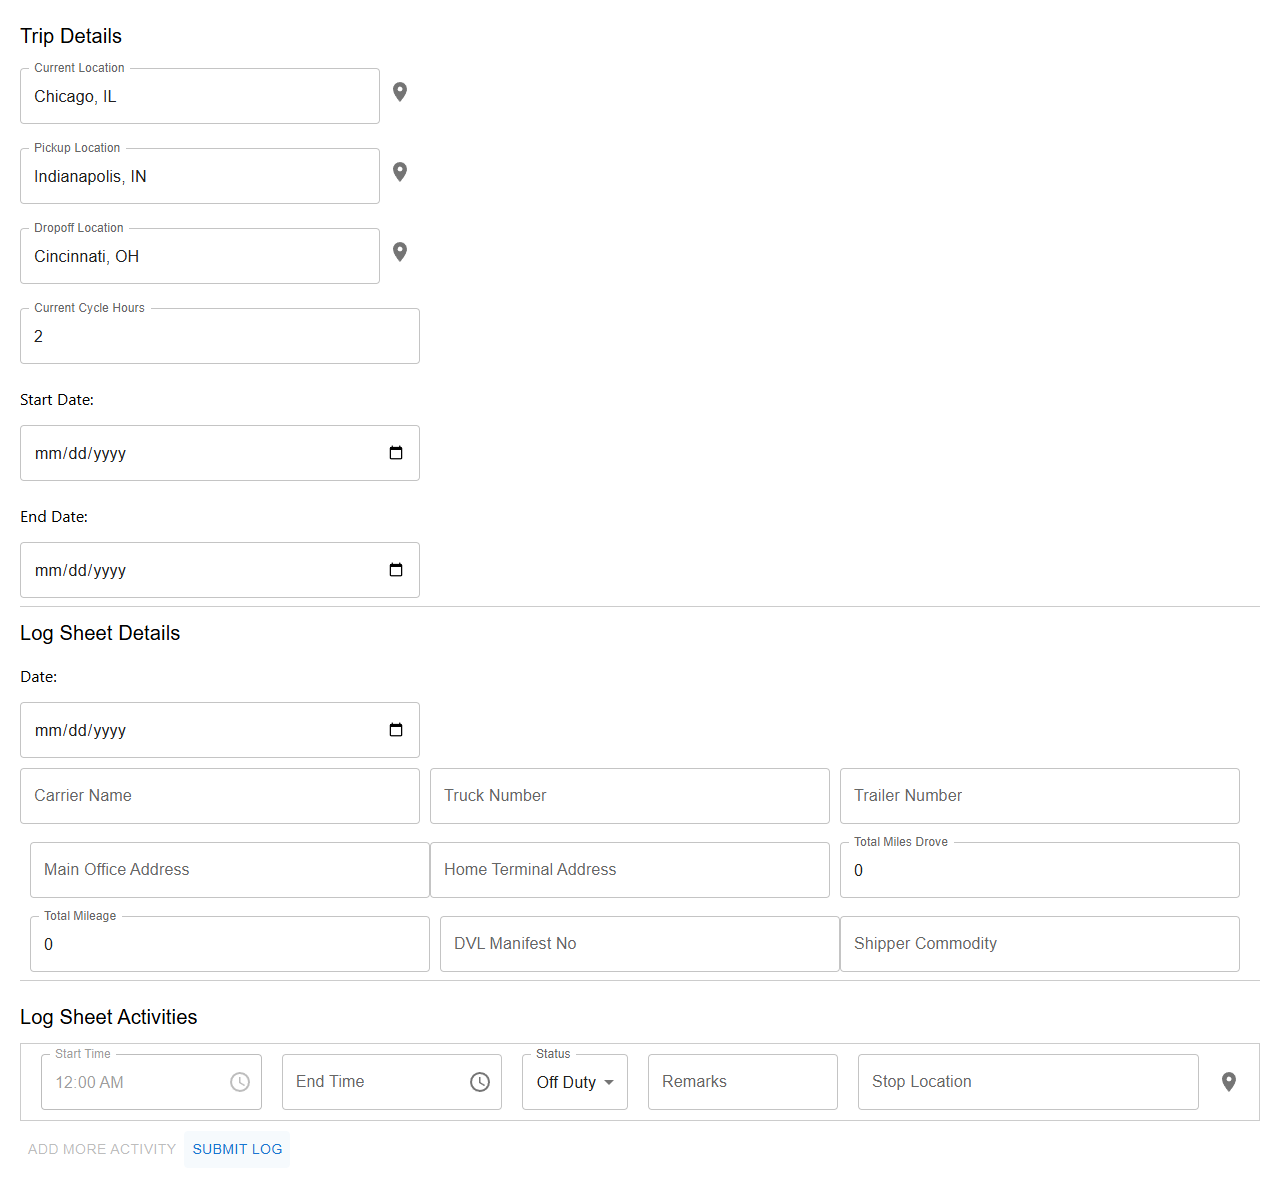 Trip Details
Current Location
Chicago, IL
Pickup Location
Indianapolis, IN
Dropoff Location
Cincinnati, OH
Current Cycle Hours
2
Start Date:
mm/dd/yyyy
End Date:
mm/dd/yyyy
Log Sheet Details
Date:
mm/dd/yyyy
Carrier Name Truck Number Trailer Number
Total Miles Drove
Main Office Address Home Terminal Address 0
Total Mileage
0 DVL Manifest No Shipper Commodity
Log Sheet Activities
Start Time Status
12:00 AM End Time Off Duty Remarks Stop Location
ADD MORE ACTIVITY SUBMIT LOG